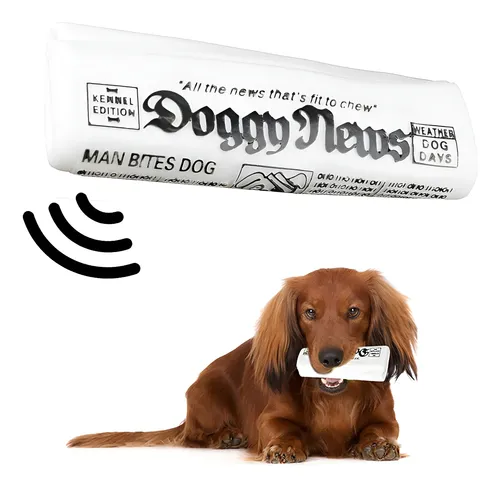 "All the news that's fit to chew"
KENNEL
EDITION
Doggy News
WEATHER
DOG
DAYS
MAN BITES DOG